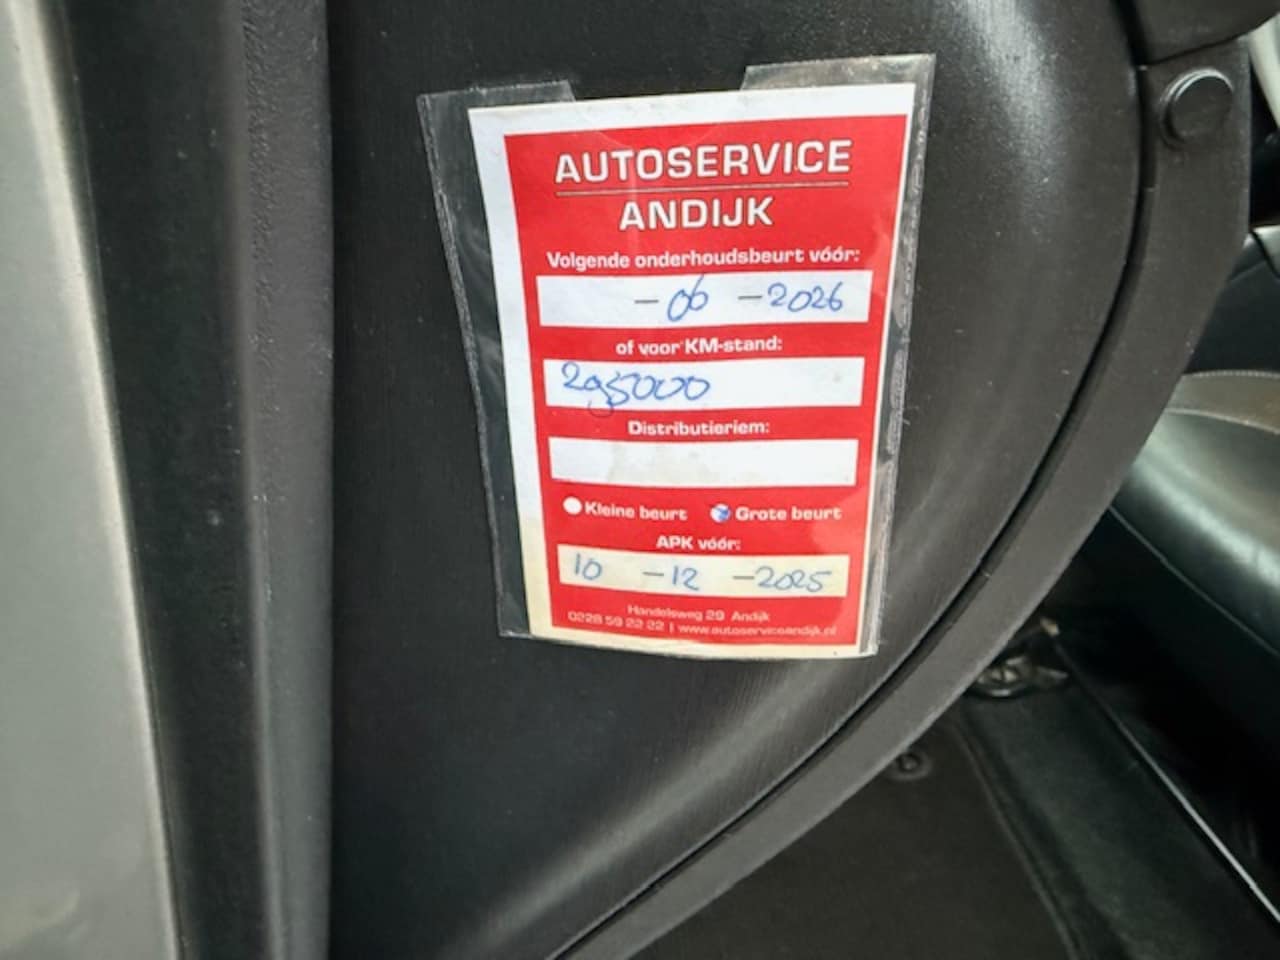 AUTOSERVICE
ANDIJK
Volgende onderhoudsbeurt vóór:
-06 -2026
of voor KM-stand:
295000
Distributieriem:
Kleine beurt Grote beurt
APK vóór:
10 -12 -2025
Handelsweg 29 Andijk
0228 59 22 22 | www.autoserviceandijk.nl